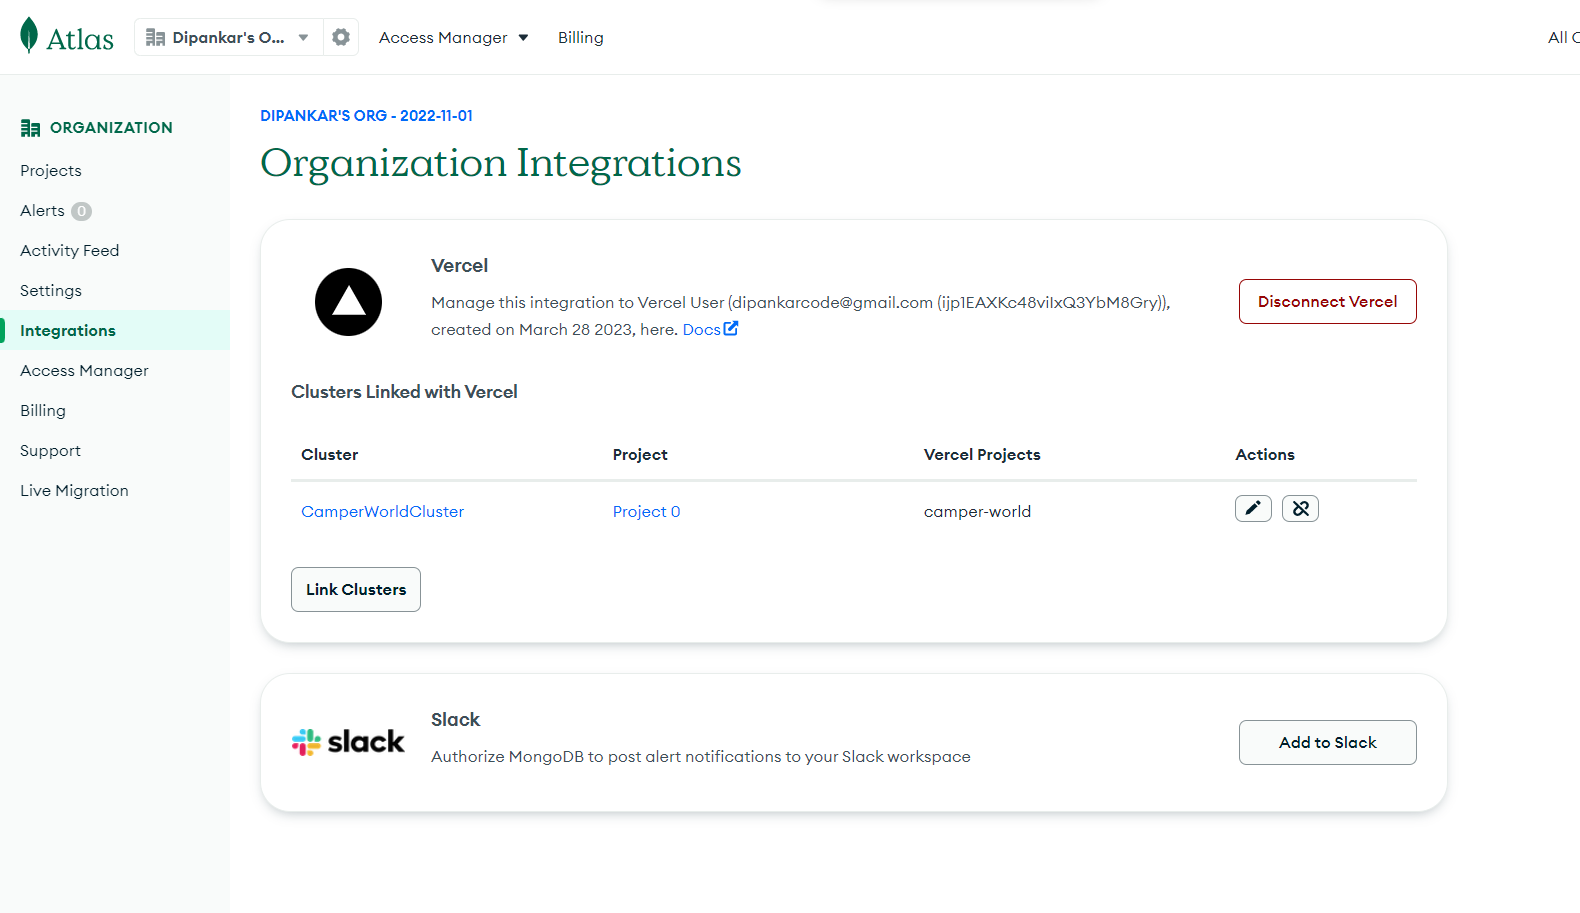 Atlas
Dipankar's O...
Access Manager
Billing
All C
ORGANIZATION
Projects
Alerts 0
Activity Feed
Settings
Integrations
Access Manager
Billing
Support
Live Migration
DIPANKAR'S ORG - 2022-11-01
Organization Integrations
Vercel
Manage this integration to Vercel User (dipankarcode@gmail.com (ijp1EAXKc48vilxQ3YbM8Gry)),
created on March 28 2023, here. Docs
Disconnect Vercel
Clusters Linked with Vercel
Cluster Project Vercel Projects Actions
CamperWorldCluster Project 0 camper-world
Link Clusters
slack
Slack
Authorize MongoDB to post alert notifications to your Slack workspace
Add to Slack